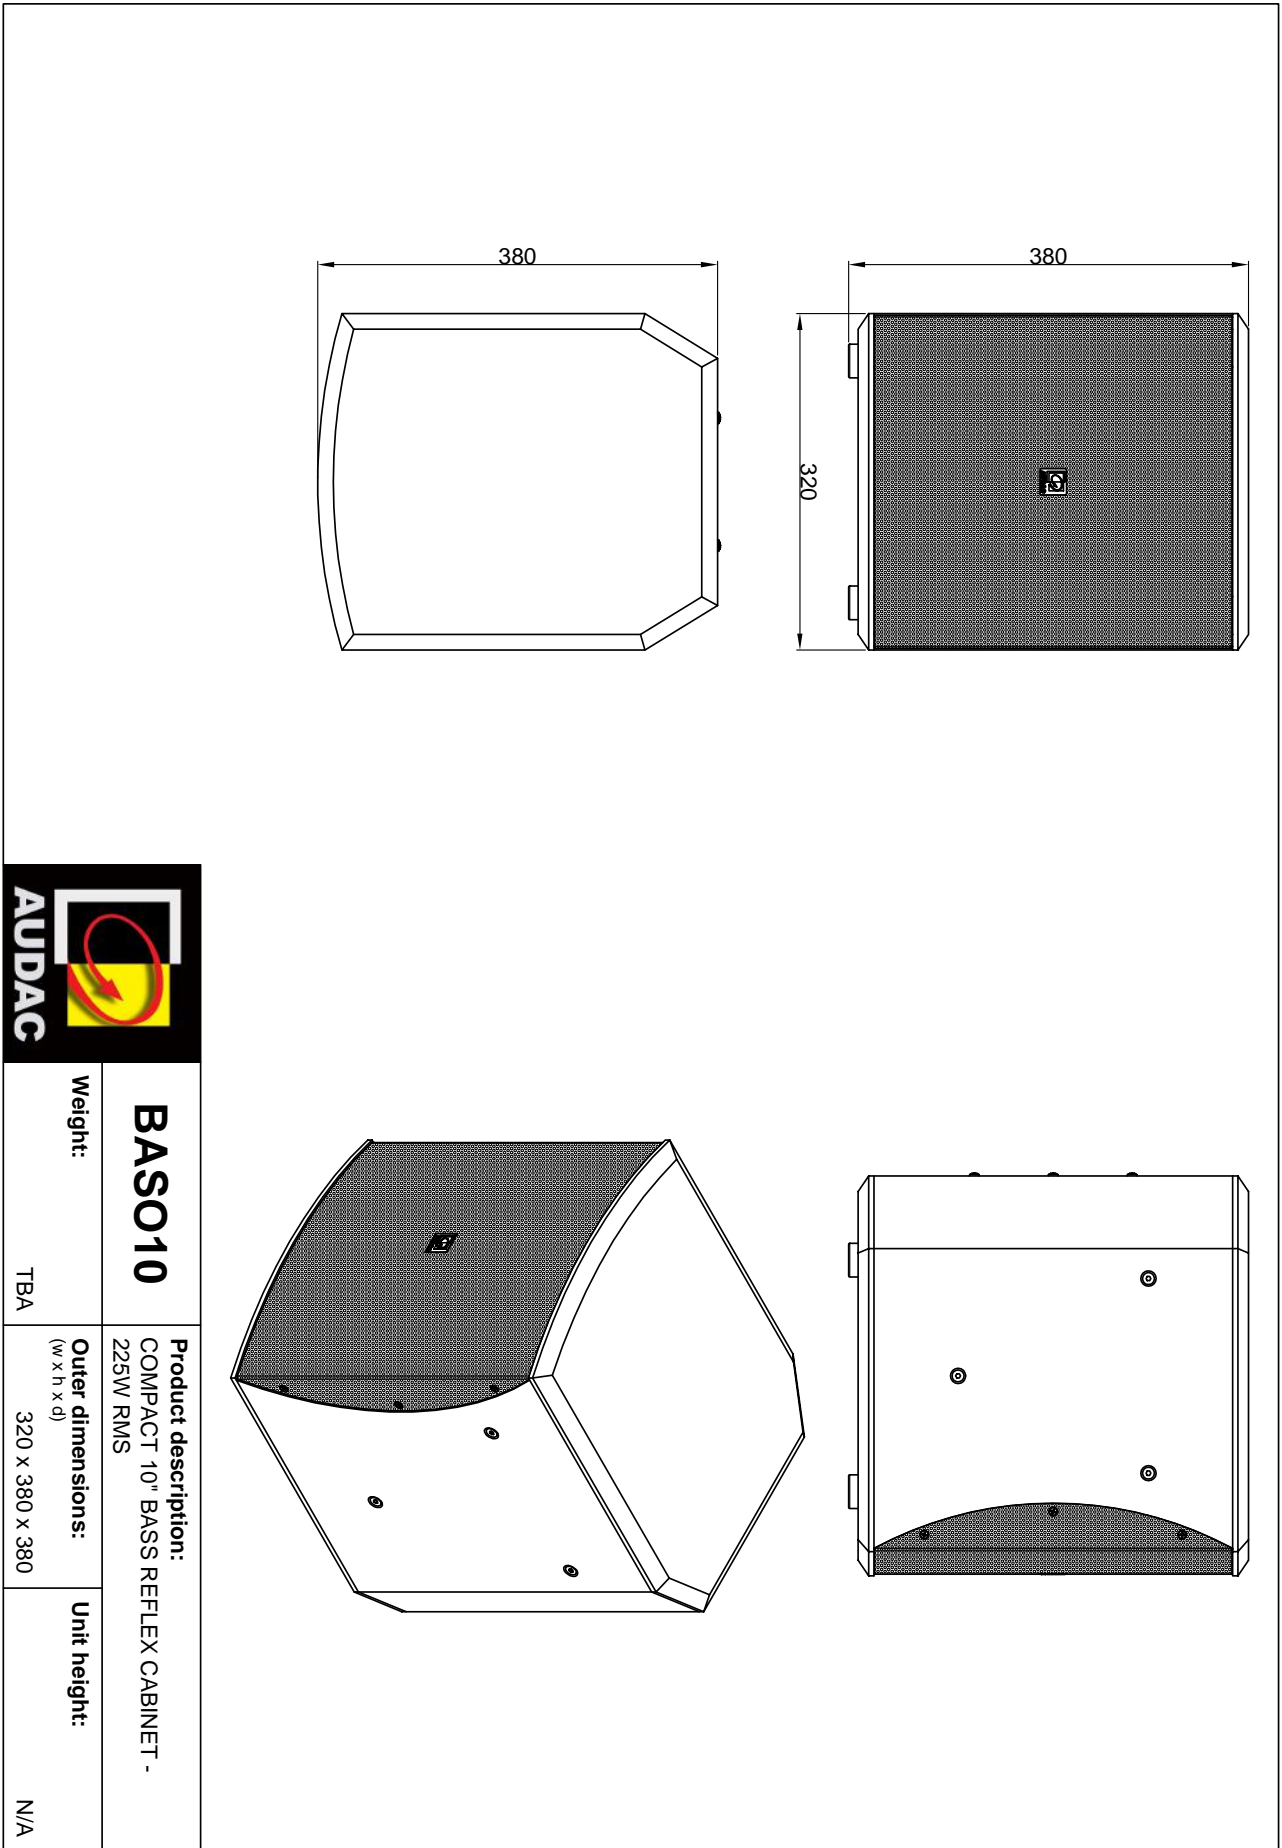 380
320
380
AUDAC
BASO10
Product description:
COMPACT 10" BASS REFLEX CABINET -
225W RMS
Weight:
TBA
Outer dimensions:
(w x h x d)
320 x 380 x 380
Unit height:
N/A